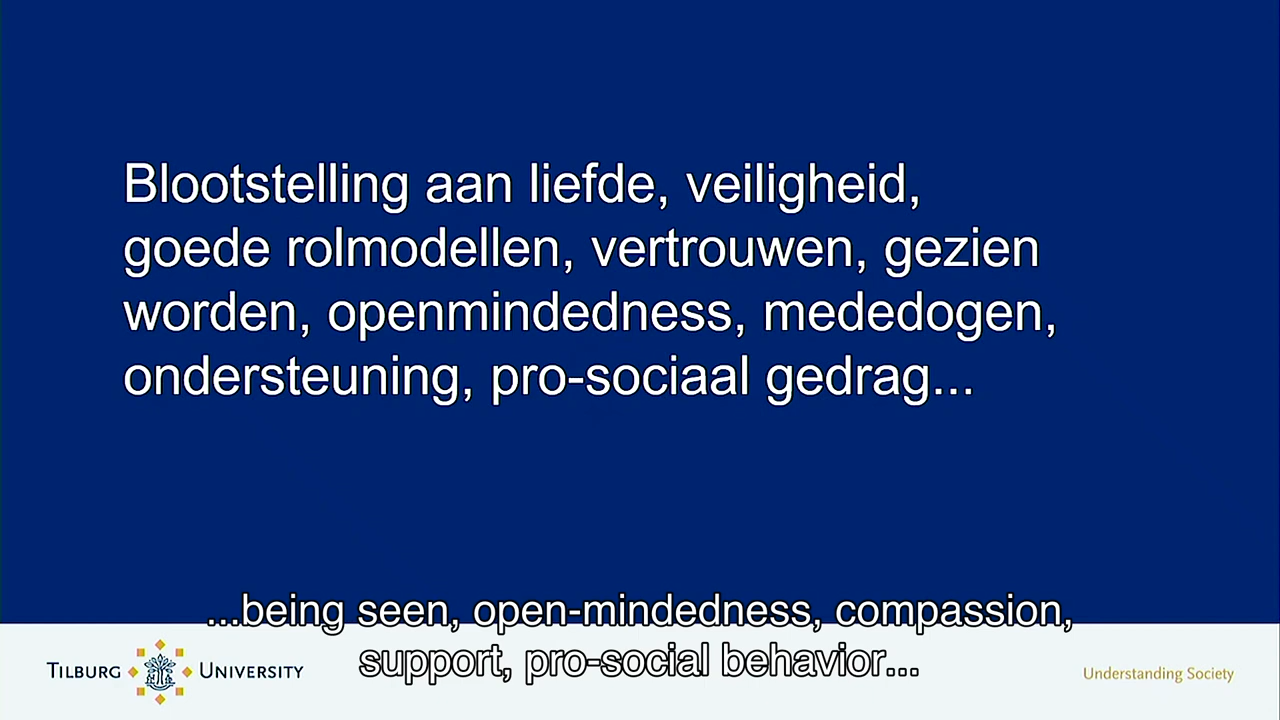 Blootstelling aan liefde, veiligheid,
goede rolmodellen, vertrouwen, gezien
worden, openmindedness, mededogen,
ondersteuning, pro-sociaal gedrag...
...being seen, open-mindedness, compassion,
support, pro-social behavior...
TILBURG UNIVERSITY
Understanding Society